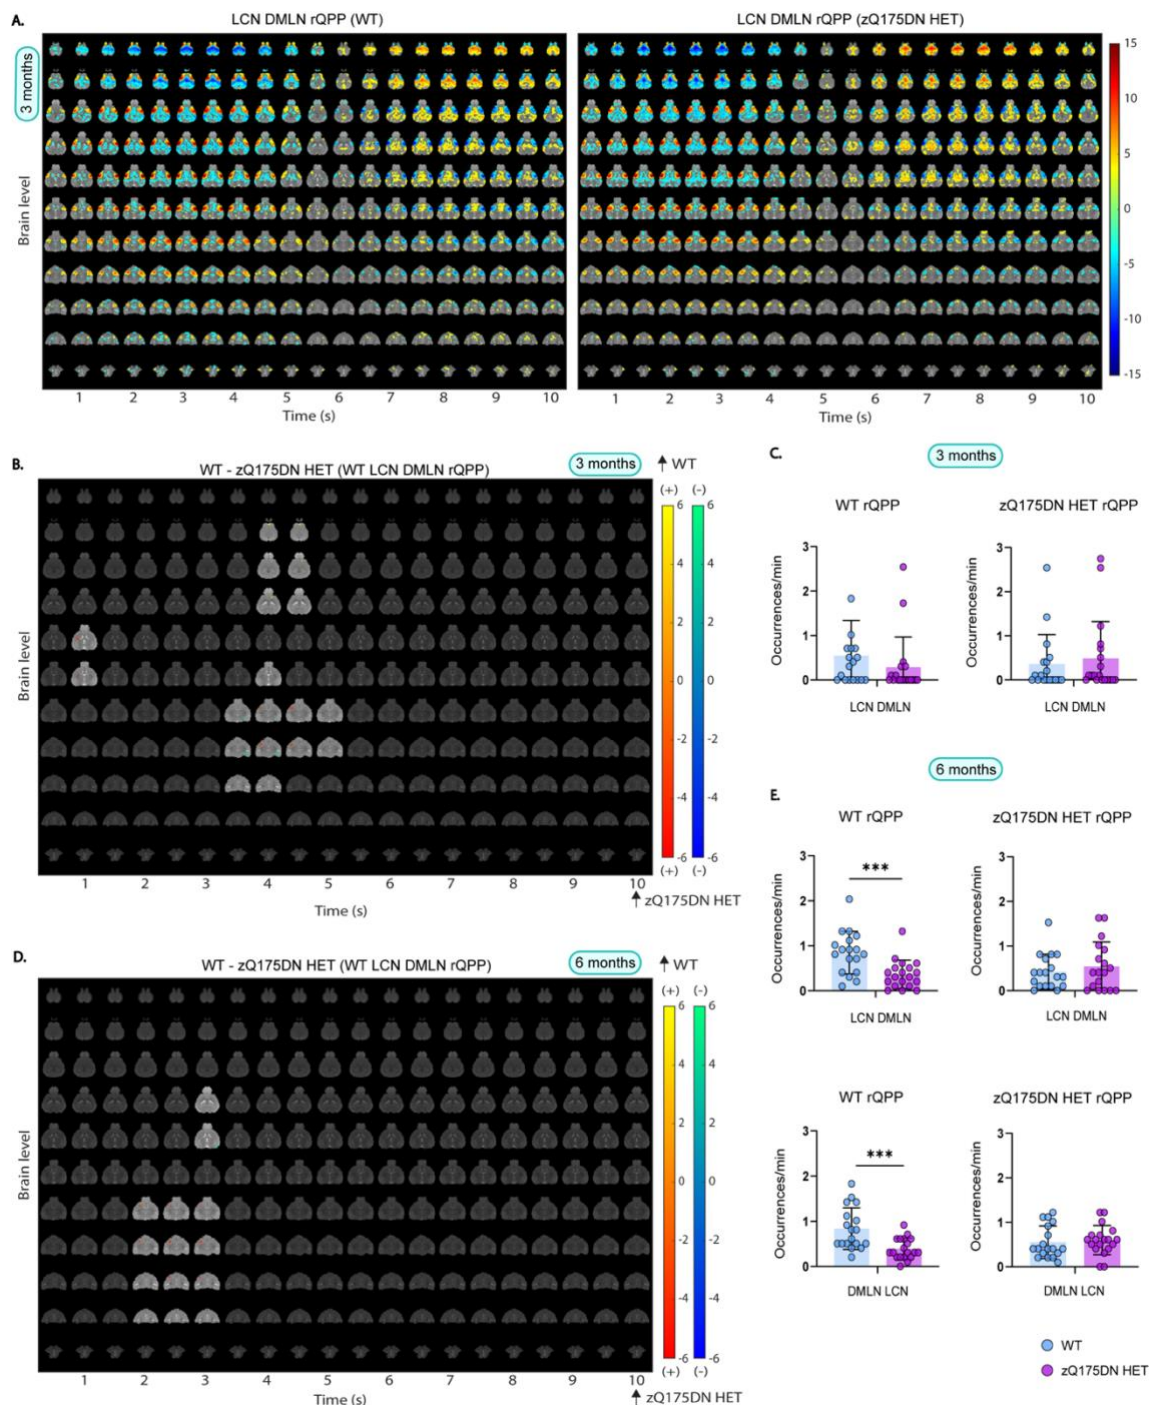 A.
LCN DMLN rQPP (WT)
LCN DMLN rQPP (zQ175DN HET)
3 months
Brain level
15
10
5
0
-5
-10
-15
1 2 3 4 5 6 7 8 9 10
Time (s)
1 2 3 4 5 6 7 8 9 10
Time (s)
B.
WT - zQ175DN HET (WT LCN DMLN rQPP)
3 months
↑ WT
(+) (-)
6 6
4 4
2 2
0 0
-2 -2
-4 -4
-6 -6
(+) (-)
↑ zQ175DN HET
Brain level
1 2 3 4 5 6 7 8 9 10
Time (s)
C.
3 months
WT rQPP
Occurrences/min
3
2
1
0
LCN DMLN
zQ175DN HET rQPP
Occurrences/min
3
2
1
0
LCN DMLN
D.
WT - zQ175DN HET (WT LCN DMLN rQPP)
6 months
↑ WT
(+) (-)
6 6
4 4
2 2
0 0
-2 -2
-4 -4
-6 -6
(+) (-)
↑ zQ175DN HET
Brain level
1 2 3 4 5 6 7 8 9 10
Time (s)
6 months
E.
WT rQPP
***
Occurrences/min
3
2
1
0
LCN DMLN
zQ175DN HET rQPP
Occurrences/min
3
2
1
0
LCN DMLN
WT rQPP
***
Occurrences/min
3
2
1
0
DMLN LCN
zQ175DN HET rQPP
Occurrences/min
3
2
1
0
DMLN LCN
WT
zQ175DN HET